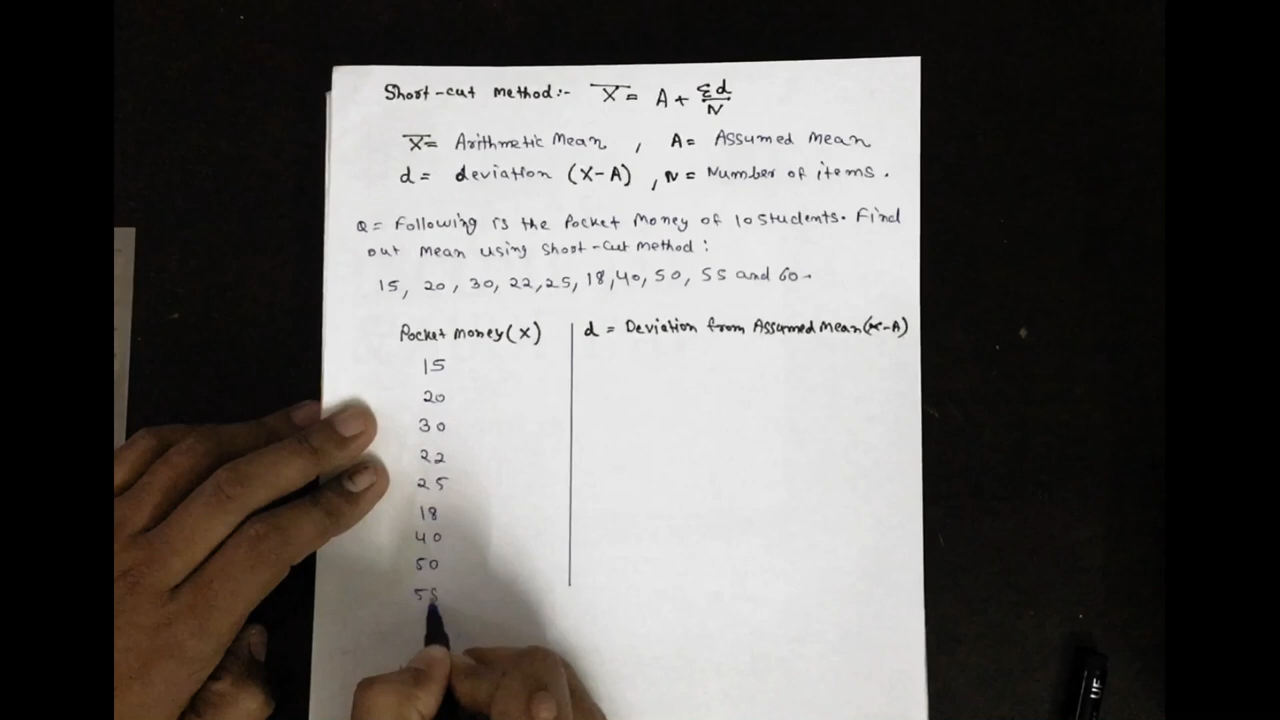 Short-cut method:- X̅ = A + Σd/N
X̅ = Arithmetic Mean, A = Assumed mean
d = deviation (X-A), N = Number of items.
Q = Following is the Pocket Money of 10 Students. Find
out mean using Short-Cut Method:
15, 20, 30, 22, 25, 18, 40, 50, 55 and 60.
Pocket money (X) d = Deviation from Assumed Mean (x-A)
15
20
30
22
25
18
40
50
55